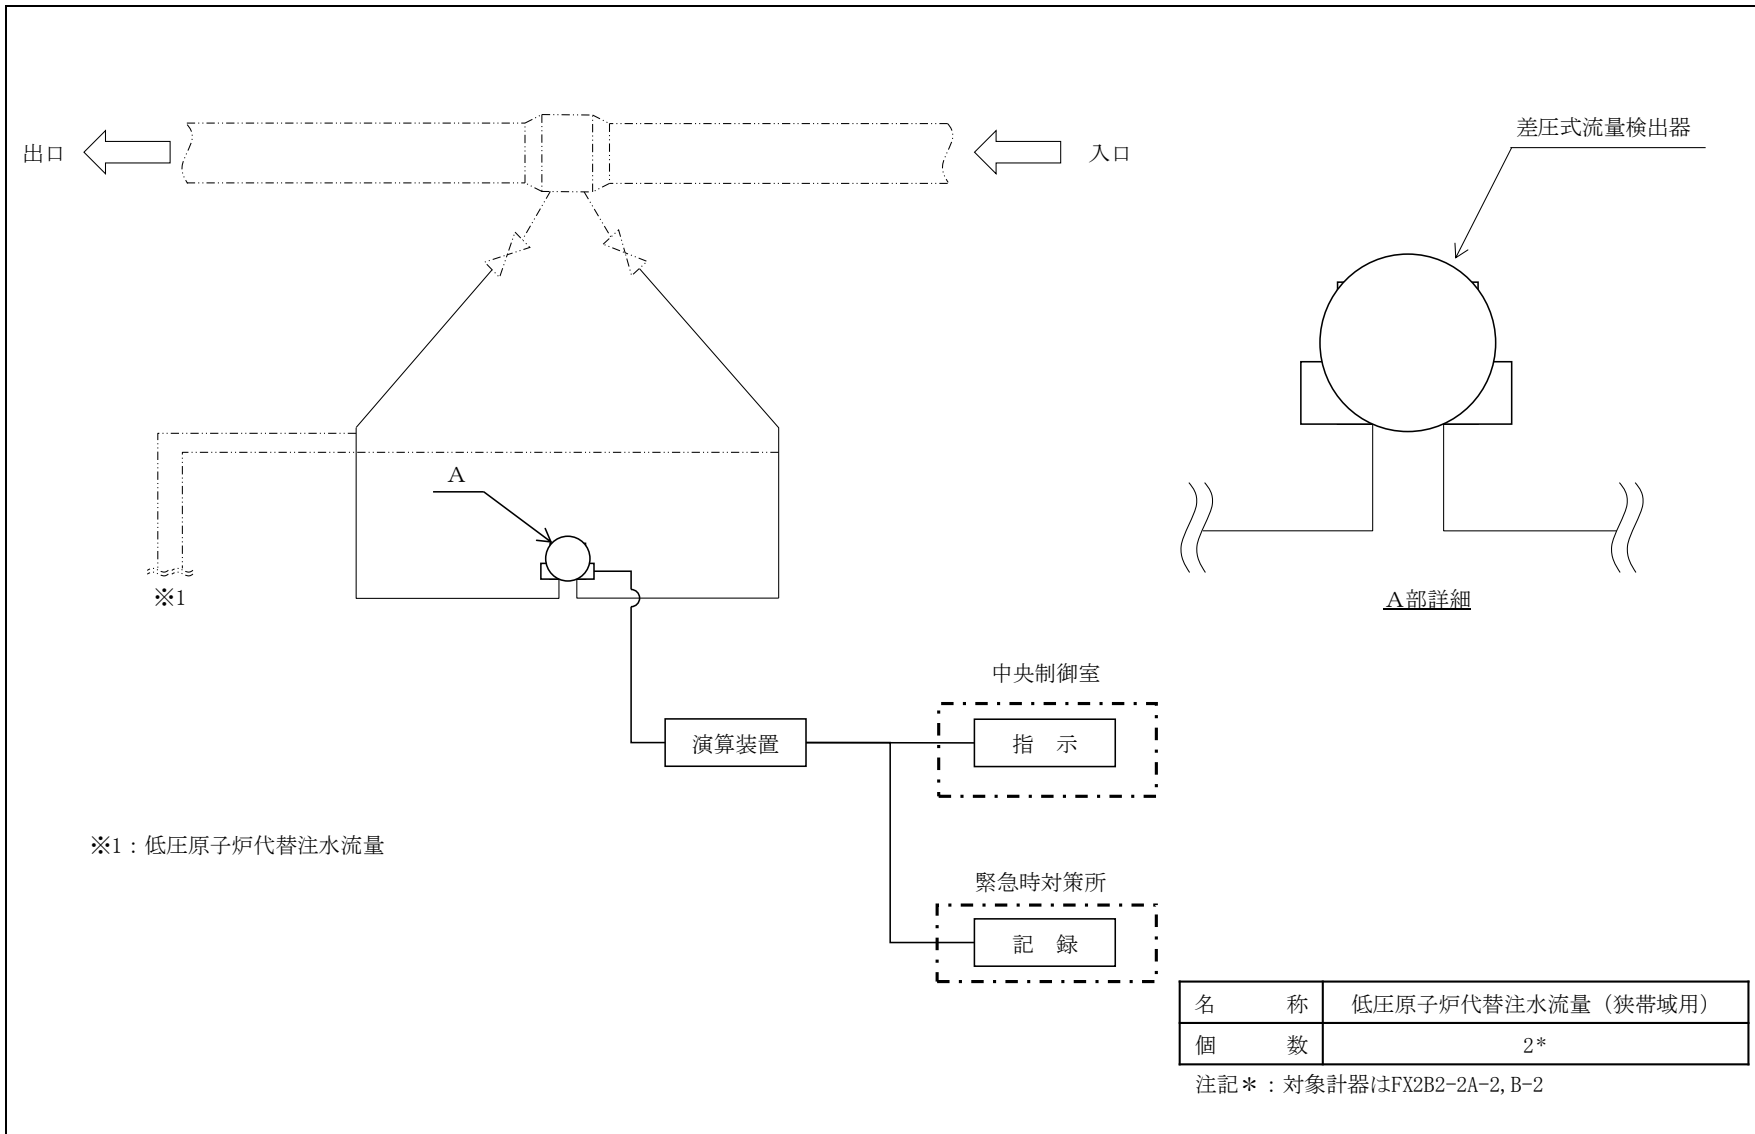 差圧式流量検出器
出口
入口
A
※1
A部詳細
中央制御室
演算装置
指　示
※1：低圧原子炉代替注水流量
緊急時対策所
記　録
名　　　称　低圧原子炉代替注水流量（狭帯域用）
個　　　数　2*
注記＊：対象計器はFX2B2-2A-2,B-2